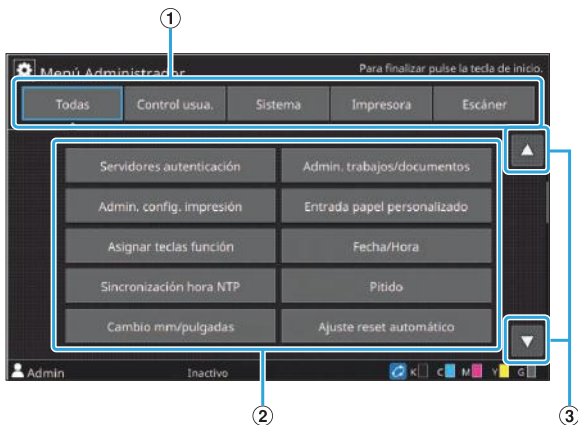 ①
Menú Administrador
Para finalizar pulse la tecla de inicio.
Todas Control usua. Sistema Impresora Escáner
Servidores autenticación Admin. trabajos/documentos
Admin. config. impresión Entrada papel personalizado
Asignar teclas función Fecha/Hora
Sincronización hora NTP Pitido
Cambio mm/pulgadas Ajuste reset automático
Admin Inactivo K C M Y G
② ③